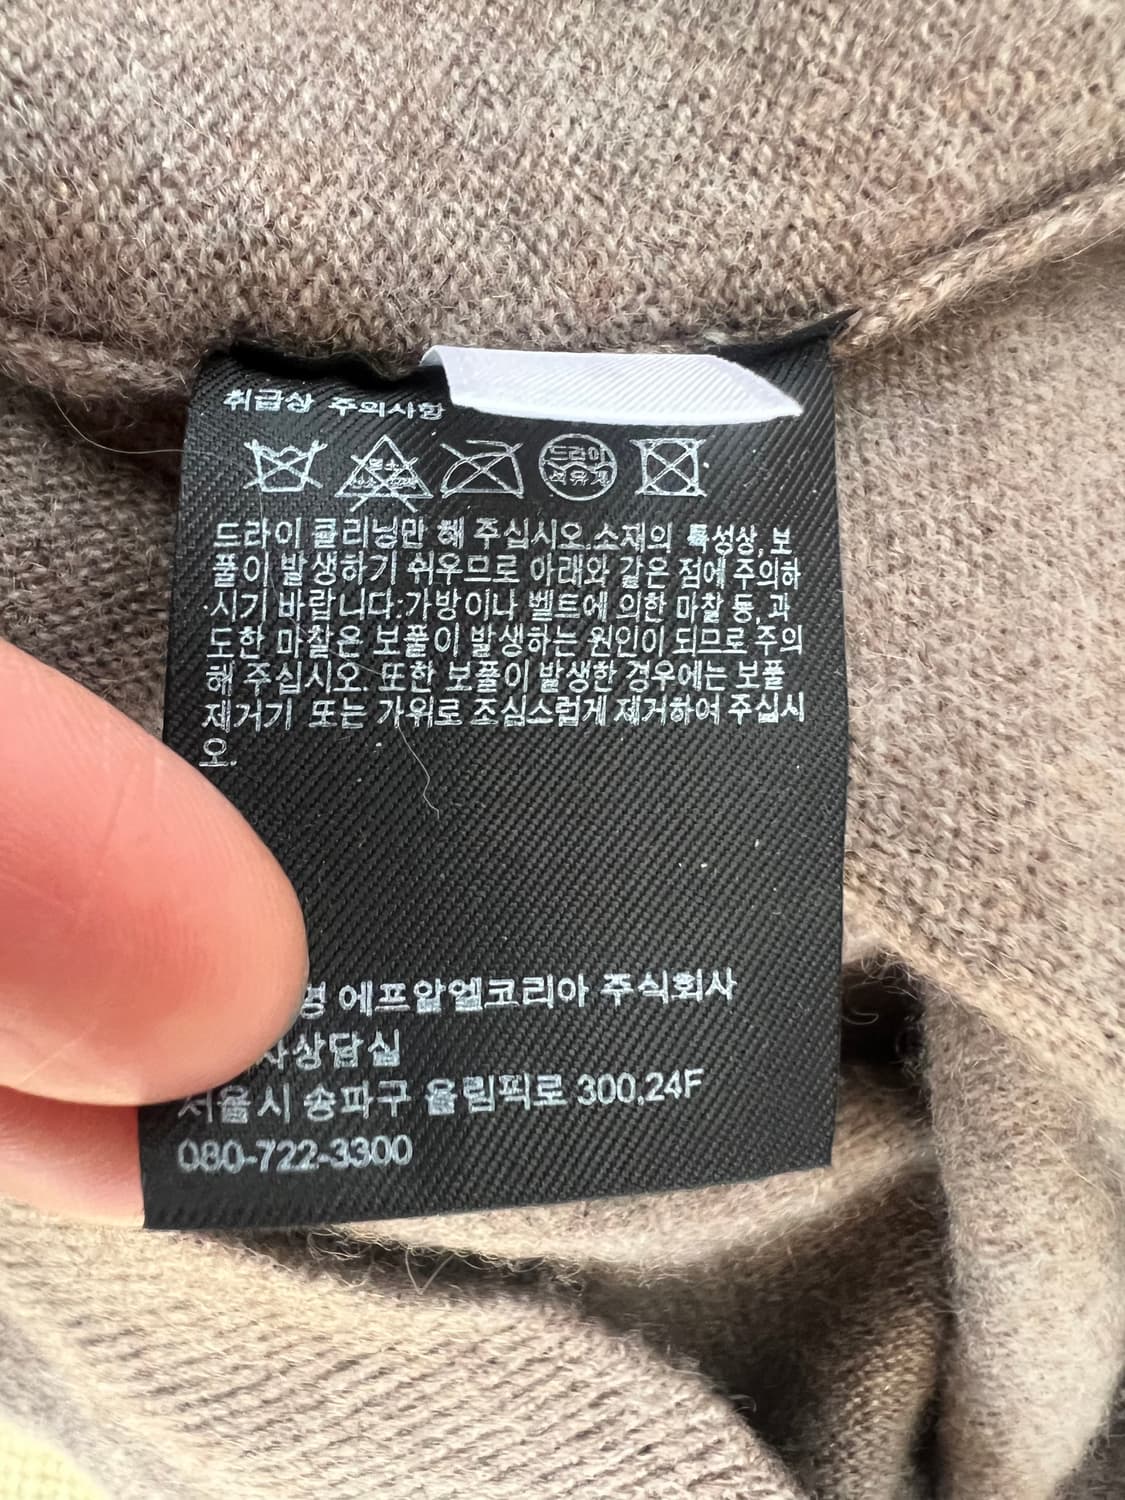 취급상 주의사항
드라이
석유계
드라이 클리닝만 해 주십시오.소재의 특성상, 보
풀이 발생하기 쉬우므로 아래와 같은 점에 주의하
시기 바랍니다:가방이나 벨트에 의한 마찰 등, 과
도한 마찰은 보풀이 발생하는 원인이 되므로 주의
해 주십시오. 또한 보풀이 발생한 경우에는 보풀
제거기 또는 가위로 조심스럽게 제거하여 주십시
오.
에프알엘코리아 주식회사
상담실
서울시 송파구 올림픽로 300,24F
080-722-3300